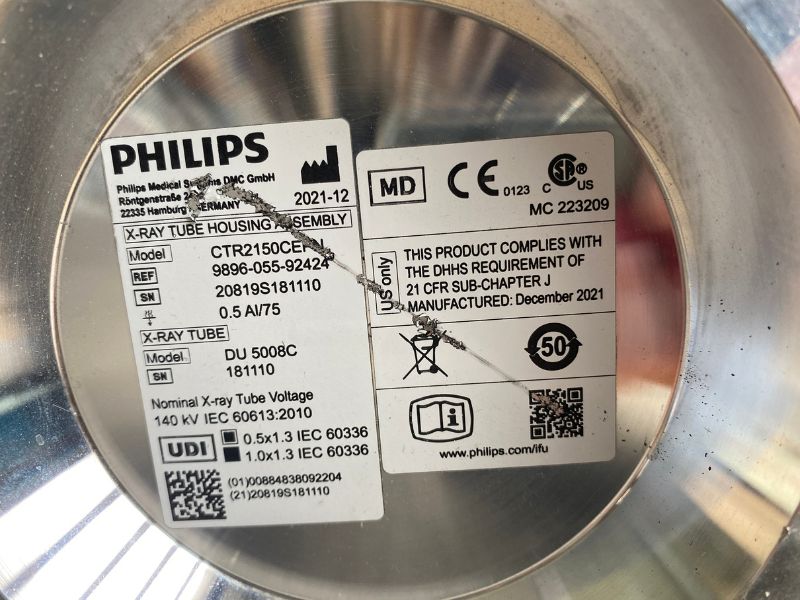 PHILIPS
Philips Medical DMC GmbH
Röntgenstraße
22335 Hamburg GERMANY
2021-12
X-RAY TUBE HOUSING ASSEMBLY
Model
REF 9896-055-92424
SN 20819S181110
0.5 Al/75
X-RAY TUBE
Model DU 5008C
SN 181110
Nominal X-ray Tube Voltage
140 kV IEC 60613:2010
UDI
0.5x1.3 IEC 60336
1.0x1.3 IEC 60336
(01)00884838092204
(21)20819S181110
MD CE 0123 C SA ® US
MC 223209
US only
THIS PRODUCT COMPLIES WITH
THE DHHS REQUIREMENT OF
21 CFR SUB-CHAPTER J
MANUFACTURED: December 2021
50
www.philips.com/ifu